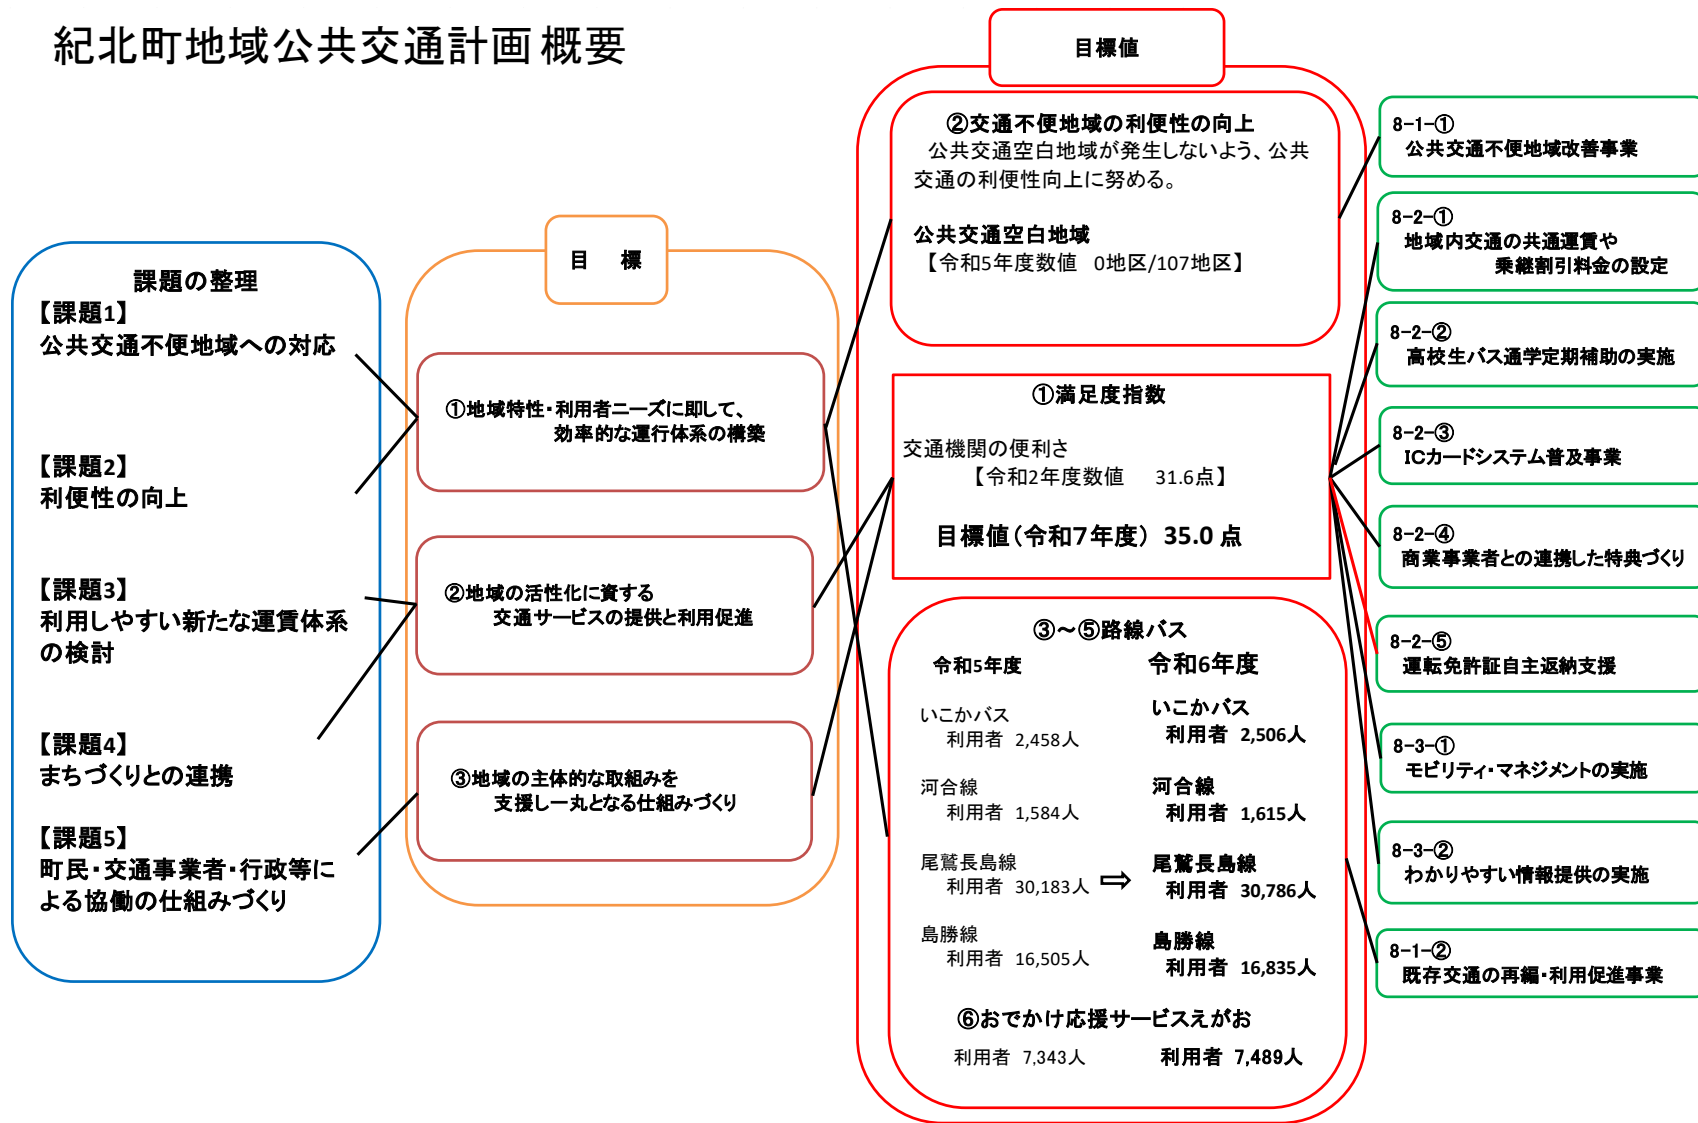 紀北町地域公共交通計画 概要
課題の整理
【課題1】
公共交通不便地域への対応
【課題2】
利便性の向上
【課題3】
利用しやすい新たな運賃体系
の検討
【課題4】
まちづくりとの連携
【課題5】
町民・交通事業者・行政等に
よる協働の仕組みづくり
目　標
①地域特性・利用者ニーズに即して、
効率的な運行体系の構築
②地域の活性化に資する
交通サービスの提供と利用促進
③地域の主体的な取組みを
支援し一丸となる仕組みづくり
目標値
②交通不便地域の利便性の向上
公共交通空白地域が発生しないよう、公共
交通の利便性向上に努める。
公共交通空白地域
【令和5年度数値　0地区/107地区】
①満足度指数
交通機関の便利さ
【令和2年度数値　31.6点】
目標値（令和7年度） 35.0 点
③～⑤路線バス
令和5年度　令和6年度
いこかバス　いこかバス
利用者 2,458人　利用者 2,506人
河合線　河合線
利用者 1,584人　利用者 1,615人
尾鷲長島線　尾鷲長島線
利用者 30,183人 ⇨ 利用者 30,786人
島勝線　島勝線
利用者 16,505人　利用者 16,835人
⑥おでかけ応援サービスえがお
利用者 7,343人　利用者 7,489人
8-1-①
公共交通不便地域改善事業
8-2-①
地域内交通の共通運賃や
乗継割引料金の設定
8-2-②
高校生バス通学定期補助の実施
8-2-③
ICカードシステム普及事業
8-2-④
商業事業者との連携した特典づくり
8-2-⑤
運転免許証自主返納支援
8-3-①
モビリティ・マネジメントの実施
8-3-②
わかりやすい情報提供の実施
8-1-②
既存交通の再編・利用促進事業